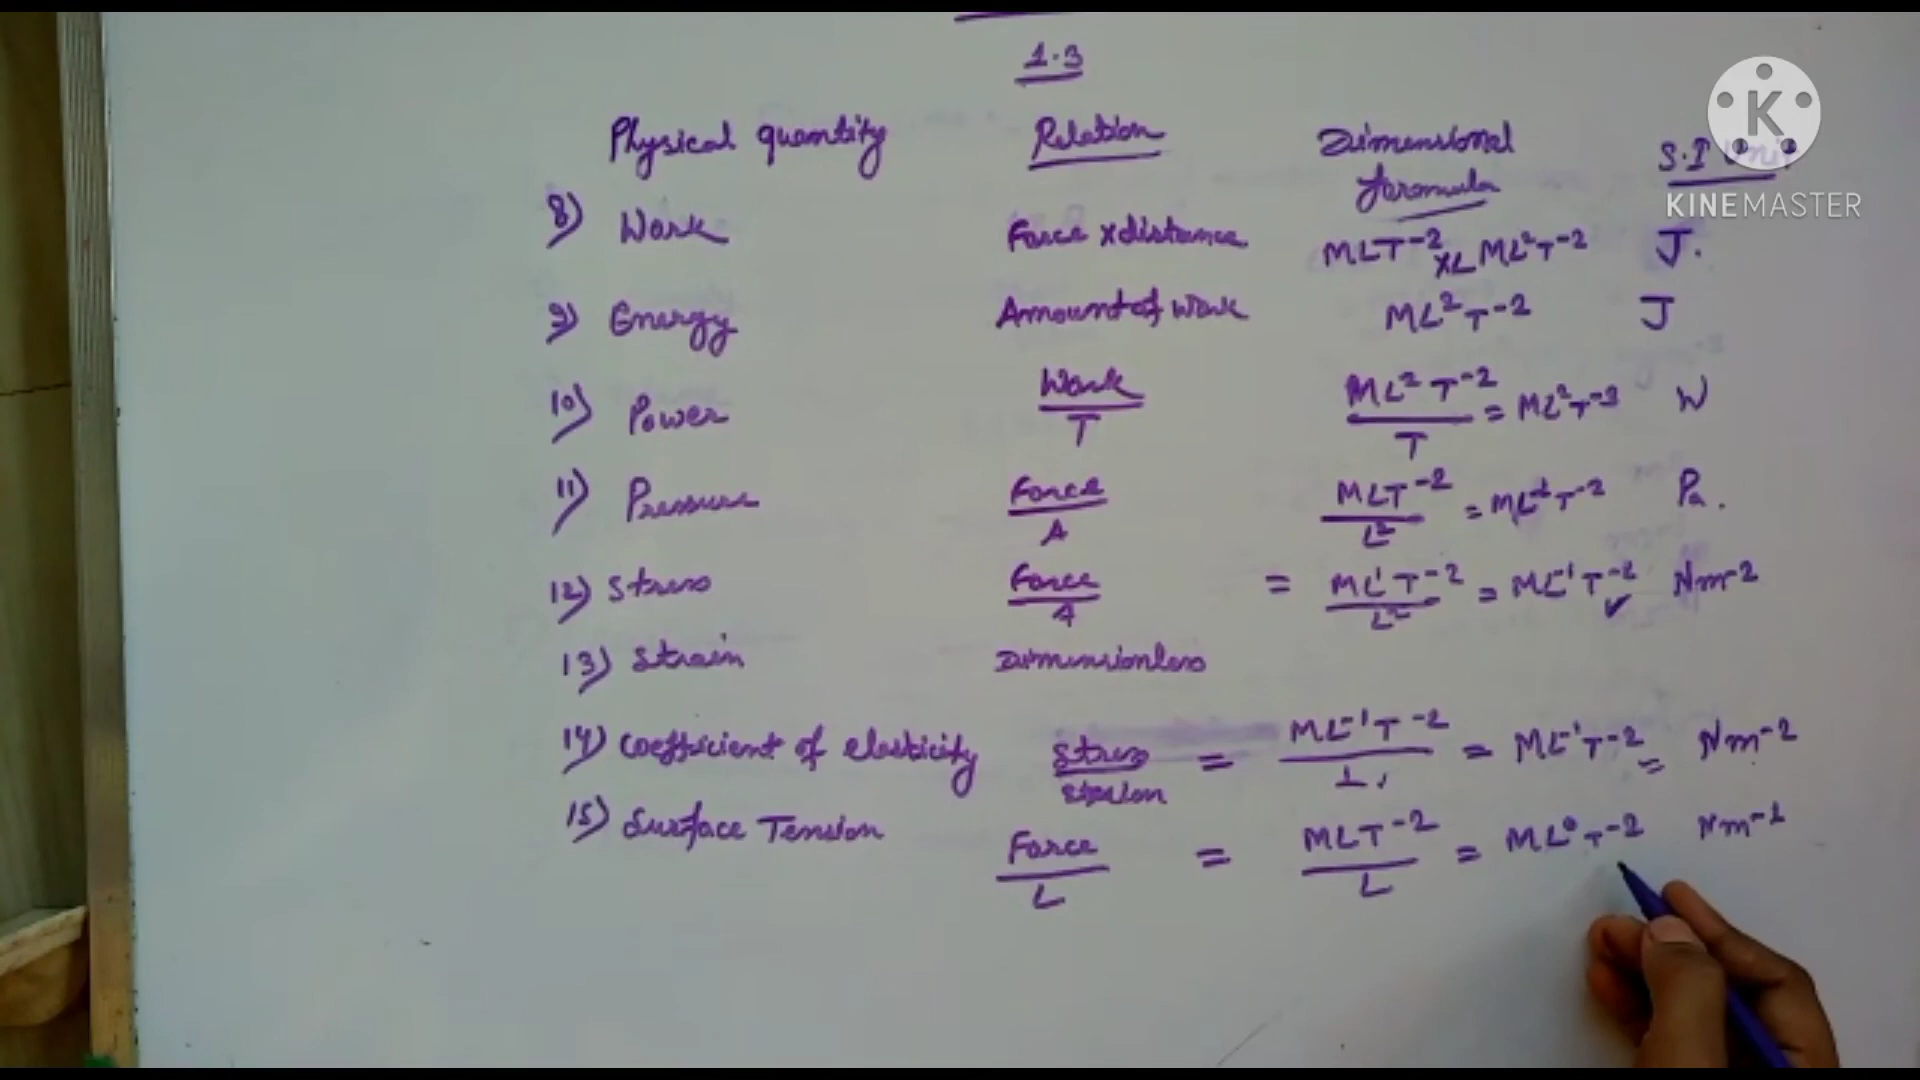 1.3
Physical quantity Relation Dimensional formula S.I Unit
8) Work Force x distance MLT⁻² xL ML²T⁻² J.
9) Energy Amount of work ML²T⁻² J
10) Power Work/T ML²T⁻²/T = ML²T⁻³ W
11) Pressure Force/A MLT⁻²/L² = ML⁻¹T⁻² Pa.
12) Stress Force/A = ML¹T⁻²/L² = ML⁻¹T⁻² Nm⁻²
13) Strain Dimensionless
14) Coefficient of elasticity Stress/ = ML⁻¹T⁻²/1. = ML⁻¹T⁻² Nm⁻²
15) Surface Tension Force/L = MLT⁻²/L = ML⁰T⁻² Nm⁻¹
K
KINEMASTER